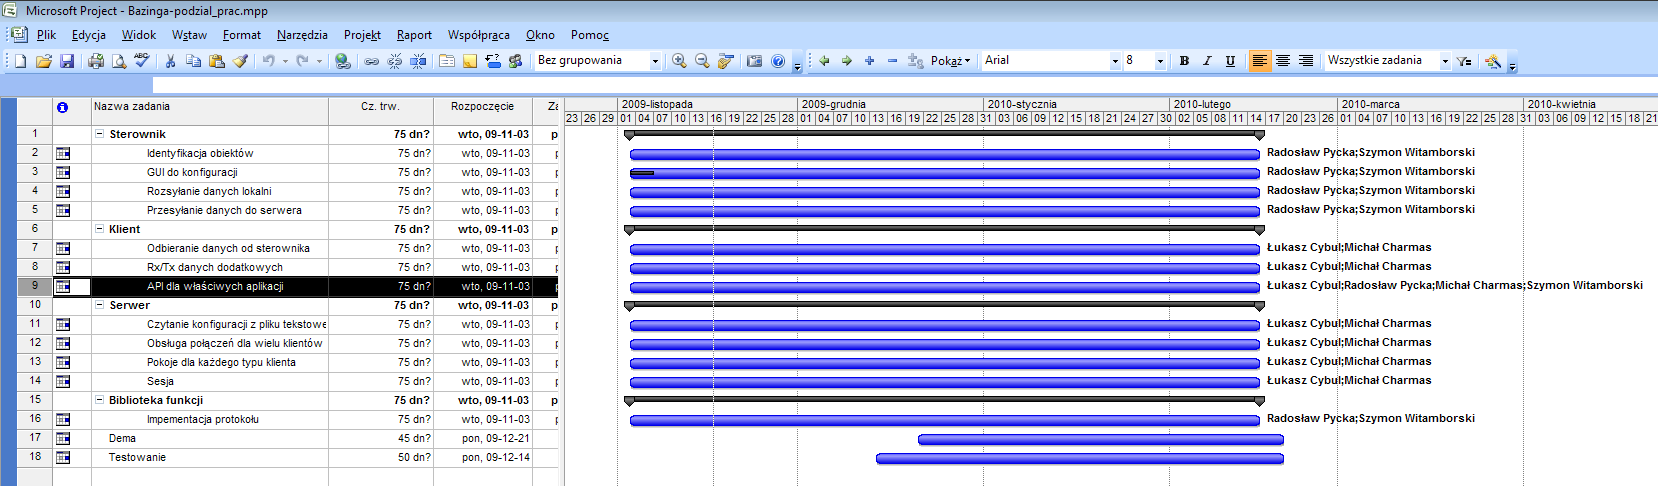 Microsoft Project - Bazinga-podzial_prac.mpp
Plik Edycja Widok Wstaw Format Narzędzia Projekt Raport Współpraca Okno Pomoc
Bez grupowania Pokaż Arial 8 B I U Wszystkie zadania
Nazwa zadania Cz. trw. Rozpoczęcie Za
2009-listopada 2009-grudnia 2010-stycznia 2010-lutego 2010-marca 2010-kwietnia
23 26 29 01 04 07 10 13 16 19 22 25 28 01 04 07 10 13 16 19 22 25 28 31 03 06 09 12 15 18 21 24 27 30 02 05 08 11 14 17 20 23 26 01 04 07 10 13 16 19 22 25 28 31 03 06 09 12 15 18 21
1 Sterownik 75 dn? wto, 09-11-03 p
2 Identyfikacja obiektów 75 dn? wto, 09-11-03 Radosław Pycka;Szymon Witamborski
3 GUI do konfiguracji 75 dn? wto, 09-11-03 Radosław Pycka;Szymon Witamborski
4 Rozsyłanie danych lokalni 75 dn? wto, 09-11-03 Radosław Pycka;Szymon Witamborski
5 Przesyłanie danych do serwera 75 dn? wto, 09-11-03 Radosław Pycka;Szymon Witamborski
6 Klient 75 dn? wto, 09-11-03 p
7 Odbieranie danych od sterownika 75 dn? wto, 09-11-03 Łukasz Cybul;Michał Charmas
8 Rx/Tx danych dodatkowych 75 dn? wto, 09-11-03 Łukasz Cybul;Michał Charmas
9 API dla właściwych aplikacji 75 dn? wto, 09-11-03 Łukasz Cybul;Radosław Pycka;Michał Charmas;Szymon Witamborski
10 Serwer 75 dn? wto, 09-11-03 p
11 Czytanie konfiguracji z pliku tekstowe 75 dn? wto, 09-11-03 Łukasz Cybul;Michał Charmas
12 Obsługa połączeń dla wielu klientów 75 dn? wto, 09-11-03 Łukasz Cybul;Michał Charmas
13 Pokoje dla każdego typu klienta 75 dn? wto, 09-11-03 Łukasz Cybul;Michał Charmas
14 Sesja 75 dn? wto, 09-11-03 Łukasz Cybul;Michał Charmas
15 Biblioteka funkcji 75 dn? wto, 09-11-03 p
16 Impementacja protokołu 75 dn? wto, 09-11-03 Radosław Pycka;Szymon Witamborski
17 Dema 45 dn? pon, 09-12-21
18 Testowanie 50 dn? pon, 09-12-14